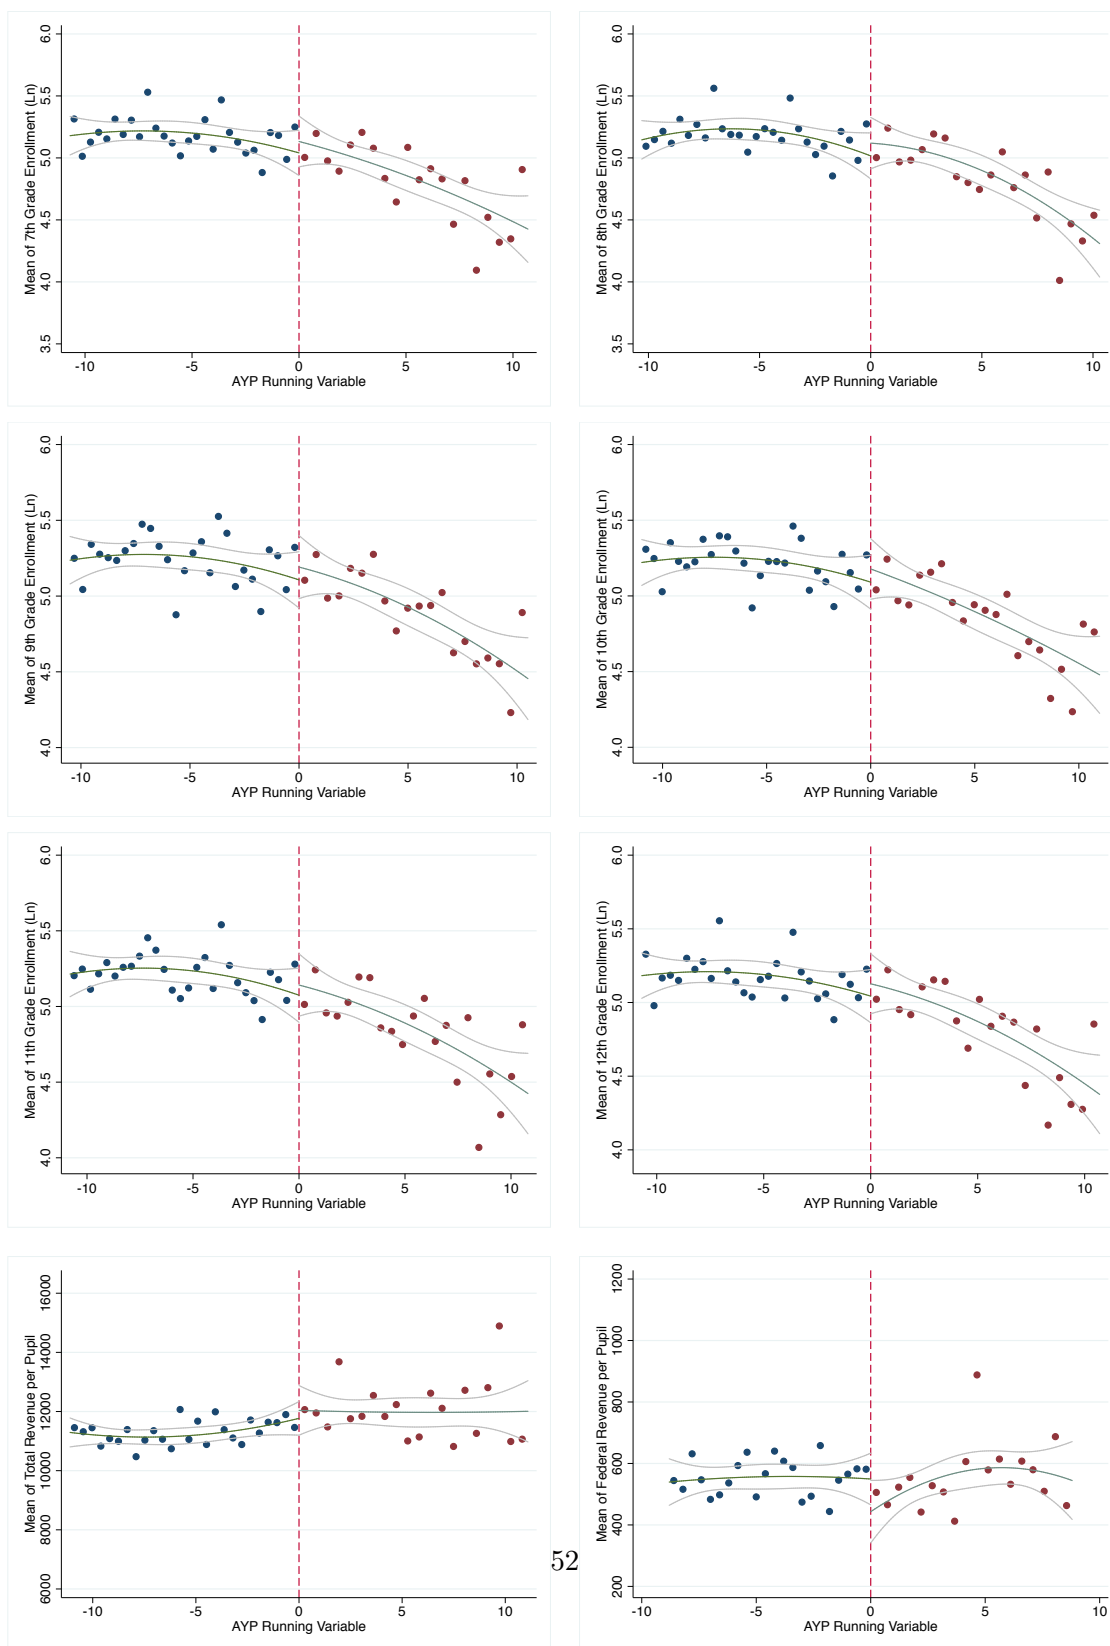 Mean of 7th Grade Enrollment (Ln)
6.0
5.5
5.0
4.5
4.0
3.5
-10 -5 0 5 10
AYP Running Variable
Mean of 8th Grade Enrollment (Ln)
6.0
5.5
5.0
4.5
4.0
3.5
-10 -5 0 5 10
AYP Running Variable
Mean of 9th Grade Enrollment (Ln)
6.0
5.5
5.0
4.5
4.0
-10 -5 0 5 10
AYP Running Variable
Mean of 10th Grade Enrollment (Ln)
6.0
5.5
5.0
4.5
4.0
-10 -5 0 5 10
AYP Running Variable
Mean of 11th Grade Enrollment (Ln)
6.0
5.5
5.0
4.5
4.0
-10 -5 0 5 10
AYP Running Variable
Mean of 12th Grade Enrollment (Ln)
6.0
5.5
5.0
4.5
4.0
-10 -5 0 5 10
AYP Running Variable
Mean of Total Revenue per Pupil
16000
14000
12000
10000
8000
6000
-10 -5 0 5 10
AYP Running Variable
Mean of Federal Revenue per Pupil
1200
1000
800
600
400
200
-10 -5 0 5 10
AYP Running Variable
52